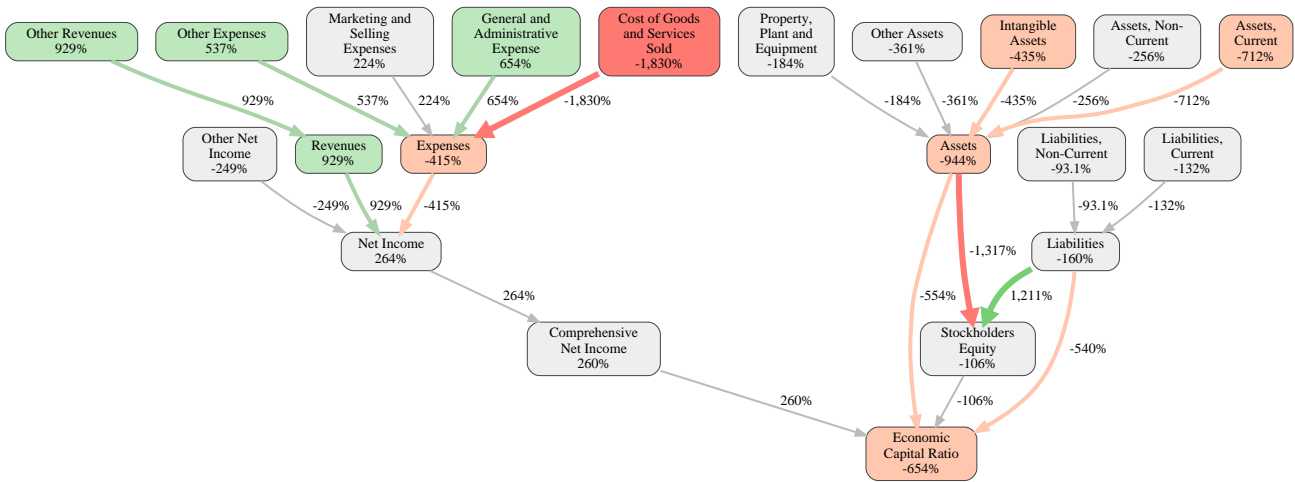 Other Revenues
929%
Other Expenses
537%
Marketing and
Selling
Expenses
224%
General and
Administrative
Expense
654%
Cost of Goods
and Services
Sold
-1,830%
Property,
Plant and
Equipment
-184%
Other Assets
-361%
Intangible
Assets
-435%
Assets, Non-
Current
-256%
Assets,
Current
-712%
929%
537%
224%
654%
-1,830%
-184%
-361%
-435%
-256%
-712%
Other Net
Income
-249%
Revenues
929%
Expenses
-415%
Assets
-944%
Liabilities,
Non-Current
-93.1%
Liabilities,
Current
-132%
-249%
929%
-415%
-93.1%
-132%
Net Income
264%
-1,317%
Liabilities
-160%
264%
-554%
1,211%
Comprehensive
Net Income
260%
Stockholders
Equity
-106%
-540%
260%
-106%
Economic
Capital Ratio
-654%